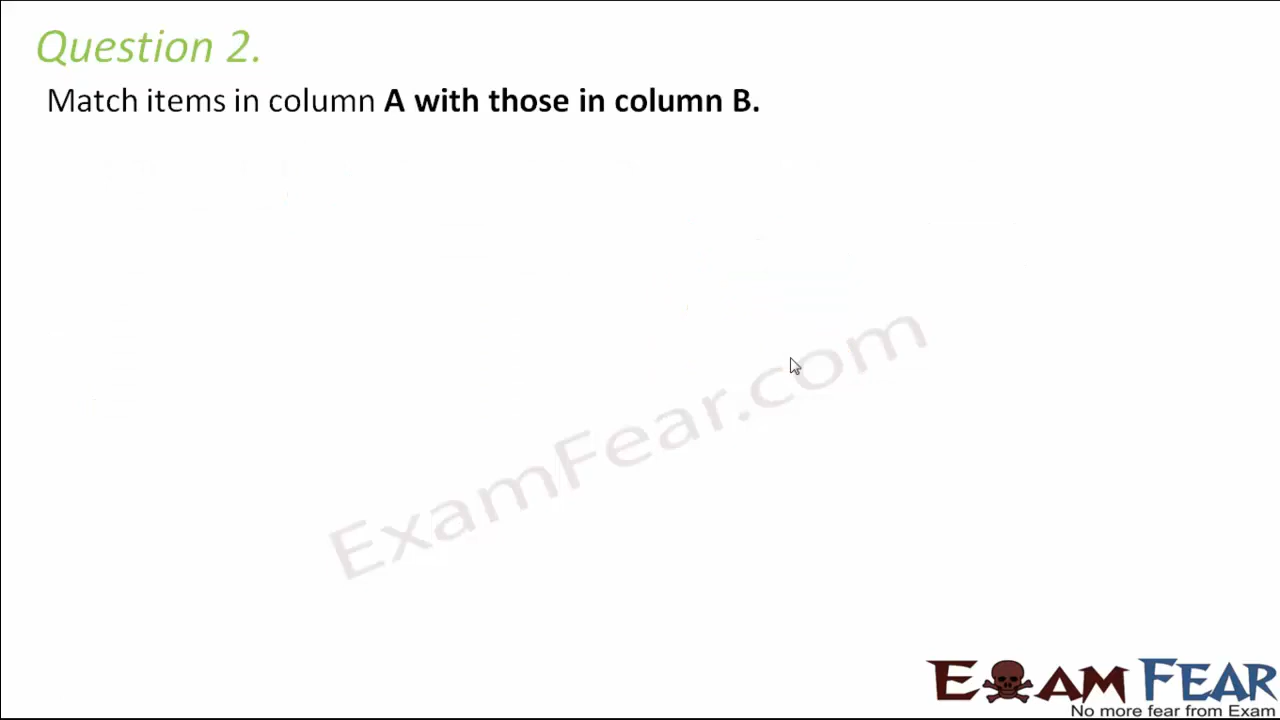 Question 2.
Match items in column A with those in column B.
ExamFear.com
EXAM FEAR
No more fear from Exam